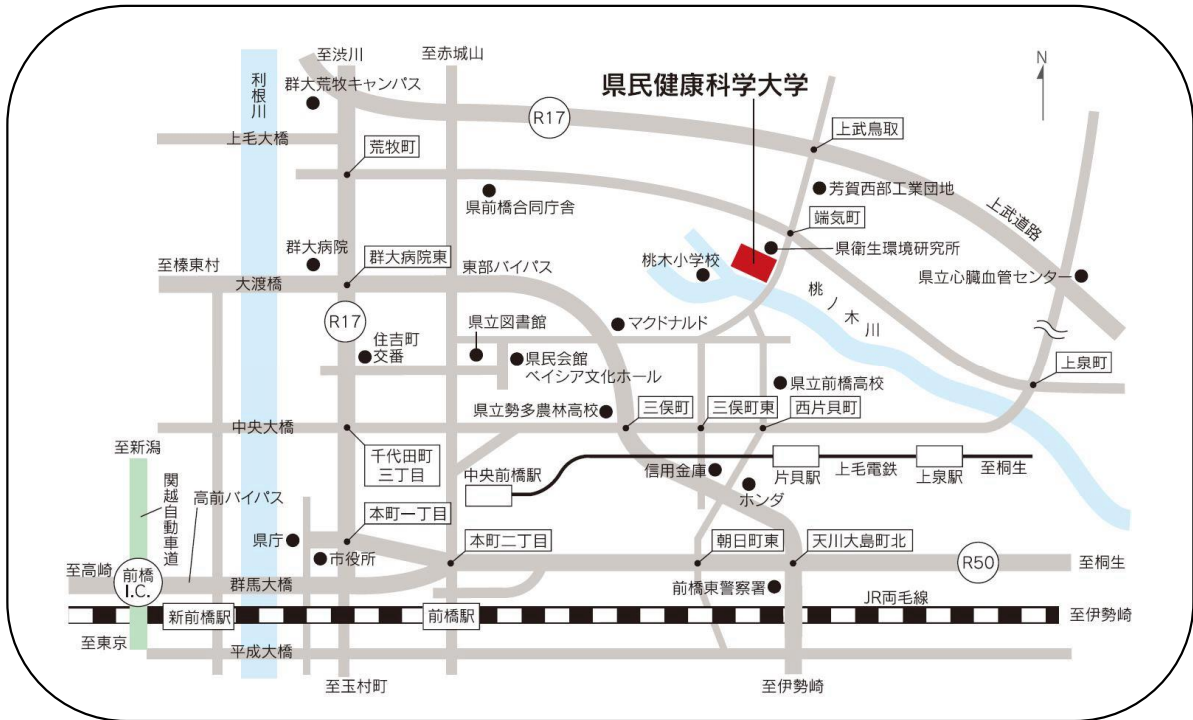 至渋川
至赤城山
利根川
群大荒牧キャンパス
県民健康科学大学
N
R17
上毛大橋
荒牧町
上武鳥取
県前橋合同庁舎
芳賀西部工業団地
上武道路
端気町
群大病院
群大病院東
東部バイパス
桃木小学校
県衛生環境研究所
至榛東村
大渡橋
県立心臓血管センター
桃ノ木川
R17
住吉町
交番
県立図書館
マクドナルド
県民会館
ベイシア文化ホール
上泉町
県立前橋高校
県立勢多農林高校
三俣町
三俣町東
西片貝町
中央大橋
至新潟
千代田町
三丁目
中央前橋駅
信用金庫
片貝駅
上毛電鉄
上泉駅
至桐生
関越自動車道
高前バイパス
ホンダ
本町一丁目
県庁
市役所
本町二丁目
朝日町東
天川大島町北
R50
至桐生
至高崎
前橋
I.C.
群馬大橋
前橋東警察署
JR両毛線
新前橋駅
前橋駅
至伊勢崎
至東京
平成大橋
至玉村町
至伊勢崎